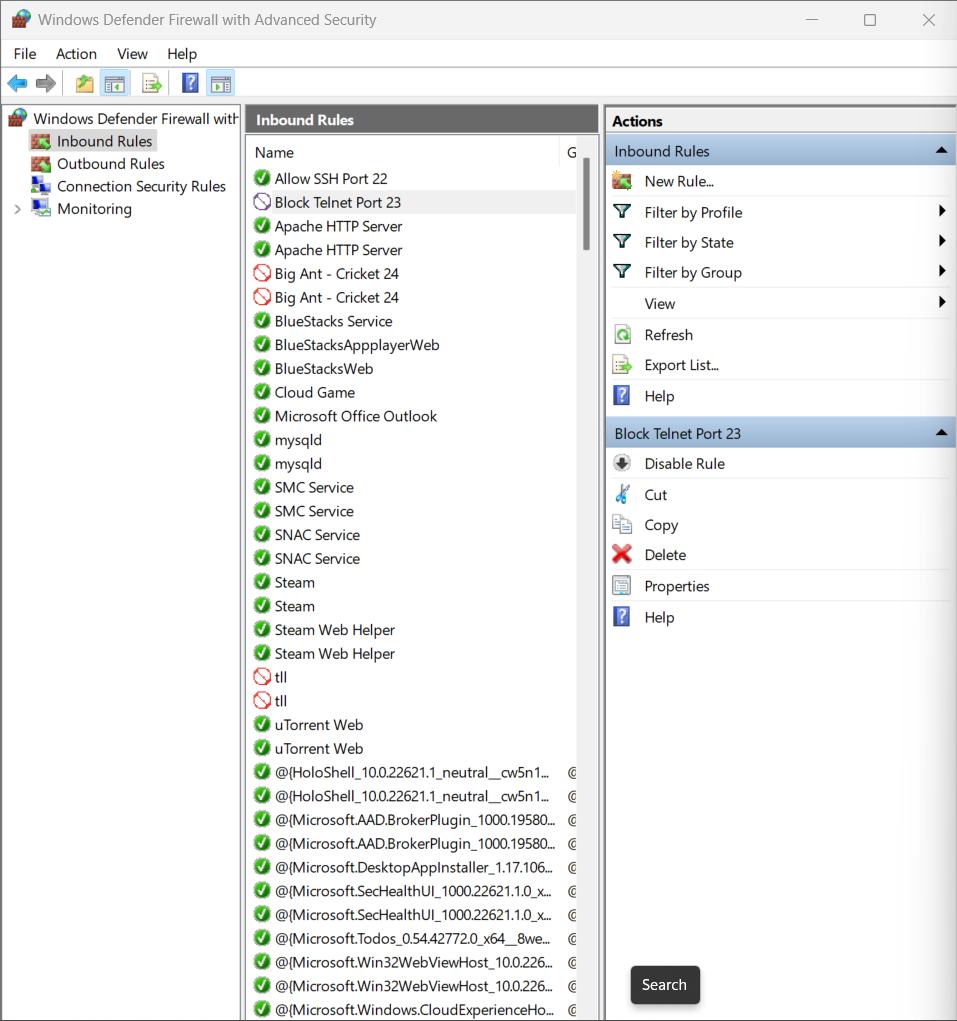 Windows Defender Firewall with Advanced Security
File Action View Help
Windows Defender Firewall with
Inbound Rules
Outbound Rules
Connection Security Rules
Monitoring
Inbound Rules
Name G
Allow SSH Port 22
Block Telnet Port 23
Apache HTTP Server
Apache HTTP Server
Big Ant - Cricket 24
Big Ant - Cricket 24
BlueStacks Service
BlueStacksAppplayerWeb
BlueStacksWeb
Cloud Game
Microsoft Office Outlook
mysqld
mysqld
SMC Service
SMC Service
SNAC Service
SNAC Service
Steam
Steam
Steam Web Helper
Steam Web Helper
tll
tll
uTorrent Web
uTorrent Web
@{HoloShell_10.0.22621.1_neutral__cw5n1... @
@{HoloShell_10.0.22621.1_neutral__cw5n1... @
@{Microsoft.AAD.BrokerPlugin_1000.19580... @
@{Microsoft.AAD.BrokerPlugin_1000.19580... @
@{Microsoft.DesktopAppInstaller_1.17.106... @
@{Microsoft.SecHealthUI_1000.22621.1.0_x... @
@{Microsoft.SecHealthUI_1000.22621.1.0_x... @
@{Microsoft.Todos_0.54.42772.0_x64__8we... @
@{Microsoft.Win32WebViewHost_10.0.226... @
@{Microsoft.Win32WebViewHost_10.0.226... @
@{Microsoft.Windows.CloudExperienceHo... @
Actions
Inbound Rules
New Rule...
Filter by Profile
Filter by State
Filter by Group
View
Refresh
Export List...
Help
Block Telnet Port 23
Disable Rule
Cut
Copy
Delete
Properties
Help
Search